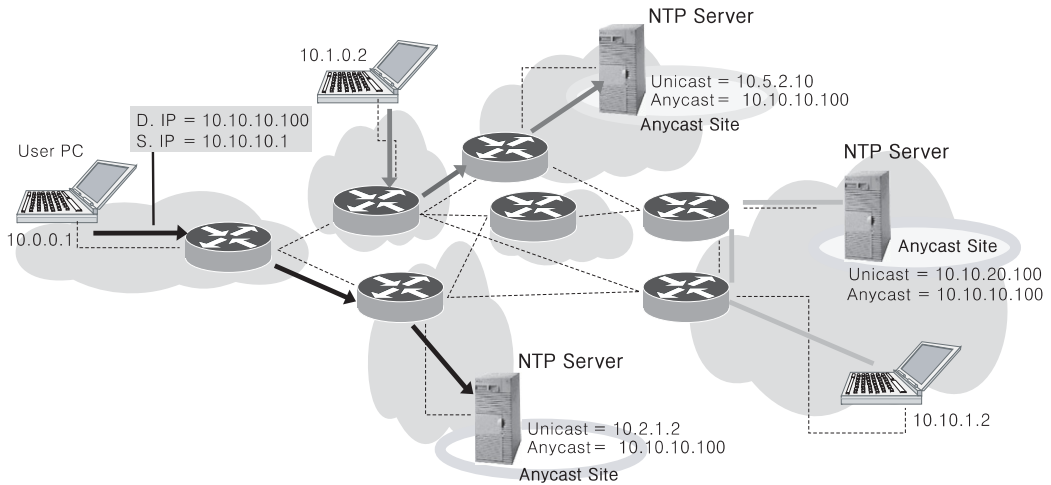 NTP Server
10.1.0.2
Unicast = 10.5.2.10
Anycast = 10.10.10.100
Anycast Site
D. IP = 10.10.10.100
S. IP = 10.10.10.1
User PC
10.0.0.1
NTP Server
Anycast Site
Unicast = 10.10.20.100
Anycast = 10.10.10.100
NTP Server
Unicast = 10.2.1.2
Anycast = 10.10.10.100
Anycast Site
10.10.1.2